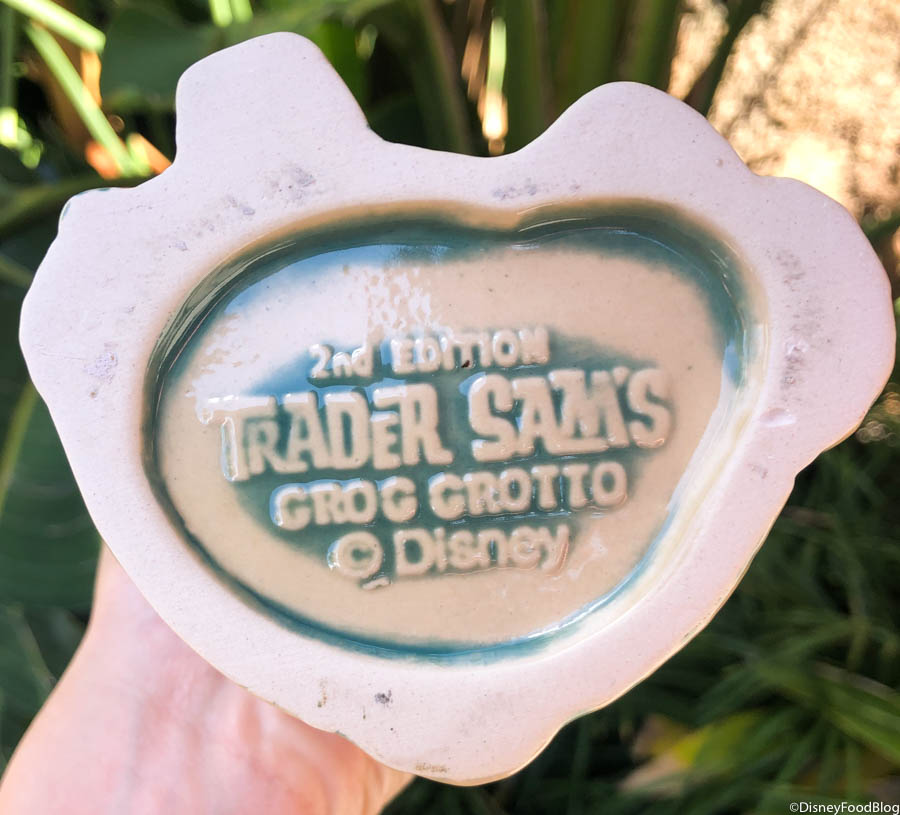 2nd EDITION
TRADER SAM'S
GROG GROTTO
© Disney
©DisneyFoodBlog